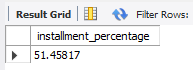 Result Grid Filter Rows:
installment_percentage
51.45817